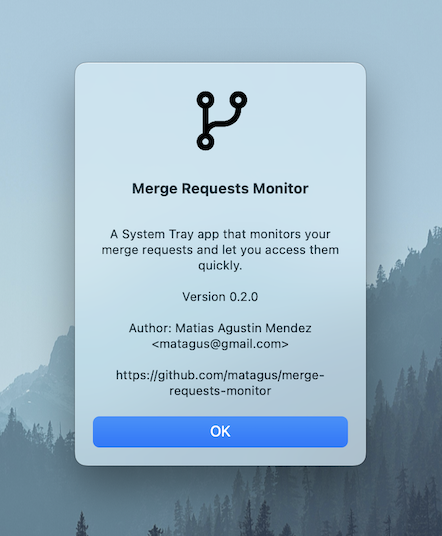 Merge Requests Monitor
A System Tray app that monitors your
merge requests and let you access them
quickly.
Version 0.2.0
Author: Matias Agustin Mendez
<matagus@gmail.com>
https://github.com/matagus/merge-
requests-monitor
OK